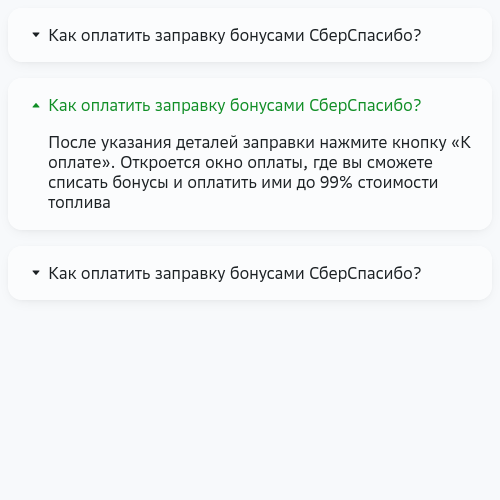 Как оплатить заправку бонусами СберСпасибо?
Как оплатить заправку бонусами СберСпасибо?
После указания деталей заправки нажмите кнопку «К
оплате». Откроется окно оплаты, где вы сможете
списать бонусы и оплатить ими до 99% стоимости
топлива
Как оплатить заправку бонусами СберСпасибо?